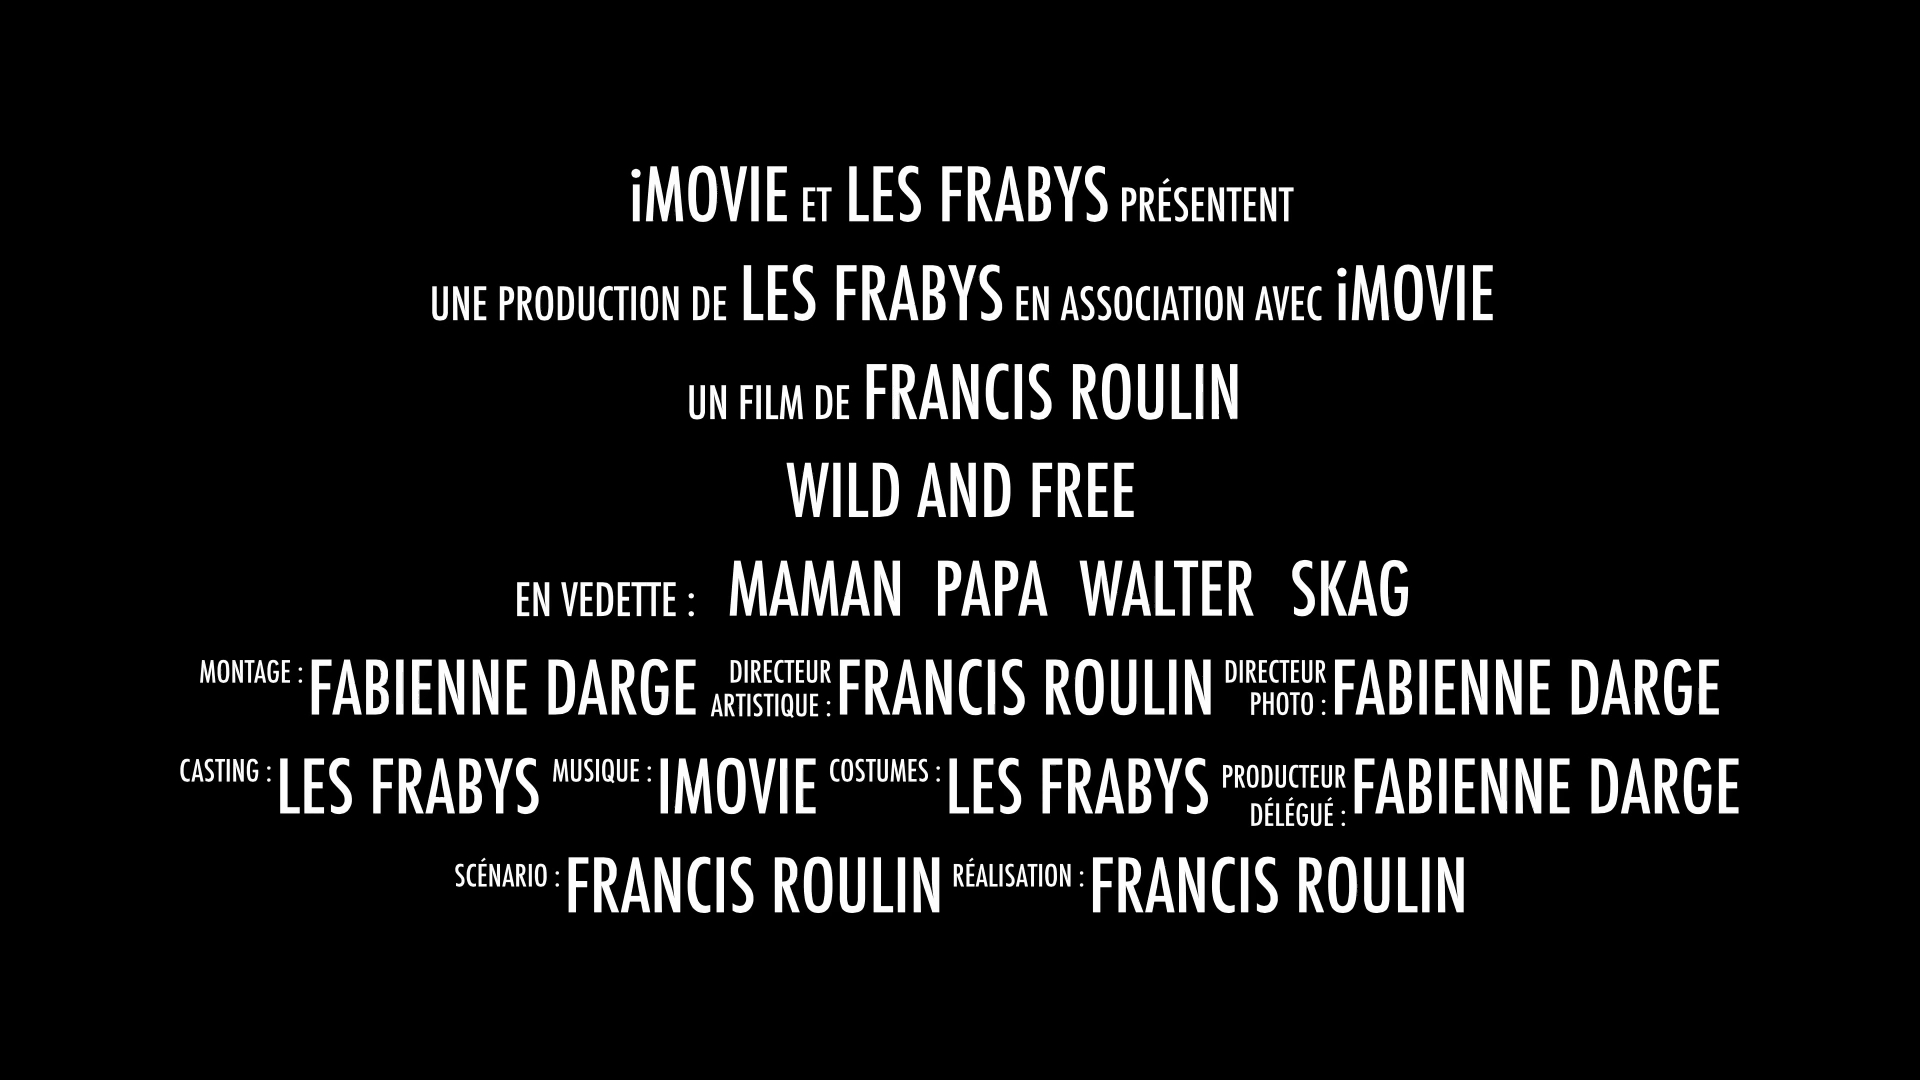 iMOVIE ET LES FRABYS PRÉSENTENT
UNE PRODUCTION DE LES FRABYS EN ASSOCIATION AVEC iMOVIE
UN FILM DE FRANCIS ROULIN
WILD AND FREE
EN VEDETTE : MAMAN PAPA WALTER SKAG
MONTAGE : FABIENNE DARGE DIRECTEUR ARTISTIQUE : FRANCIS ROULIN DIRECTEUR PHOTO : FABIENNE DARGE
CASTING : LES FRABYS MUSIQUE : IMOVIE COSTUMES : LES FRABYS PRODUCTEUR DÉLÉGUÉ : FABIENNE DARGE
SCÉNARIO : FRANCIS ROULIN RÉALISATION : FRANCIS ROULIN